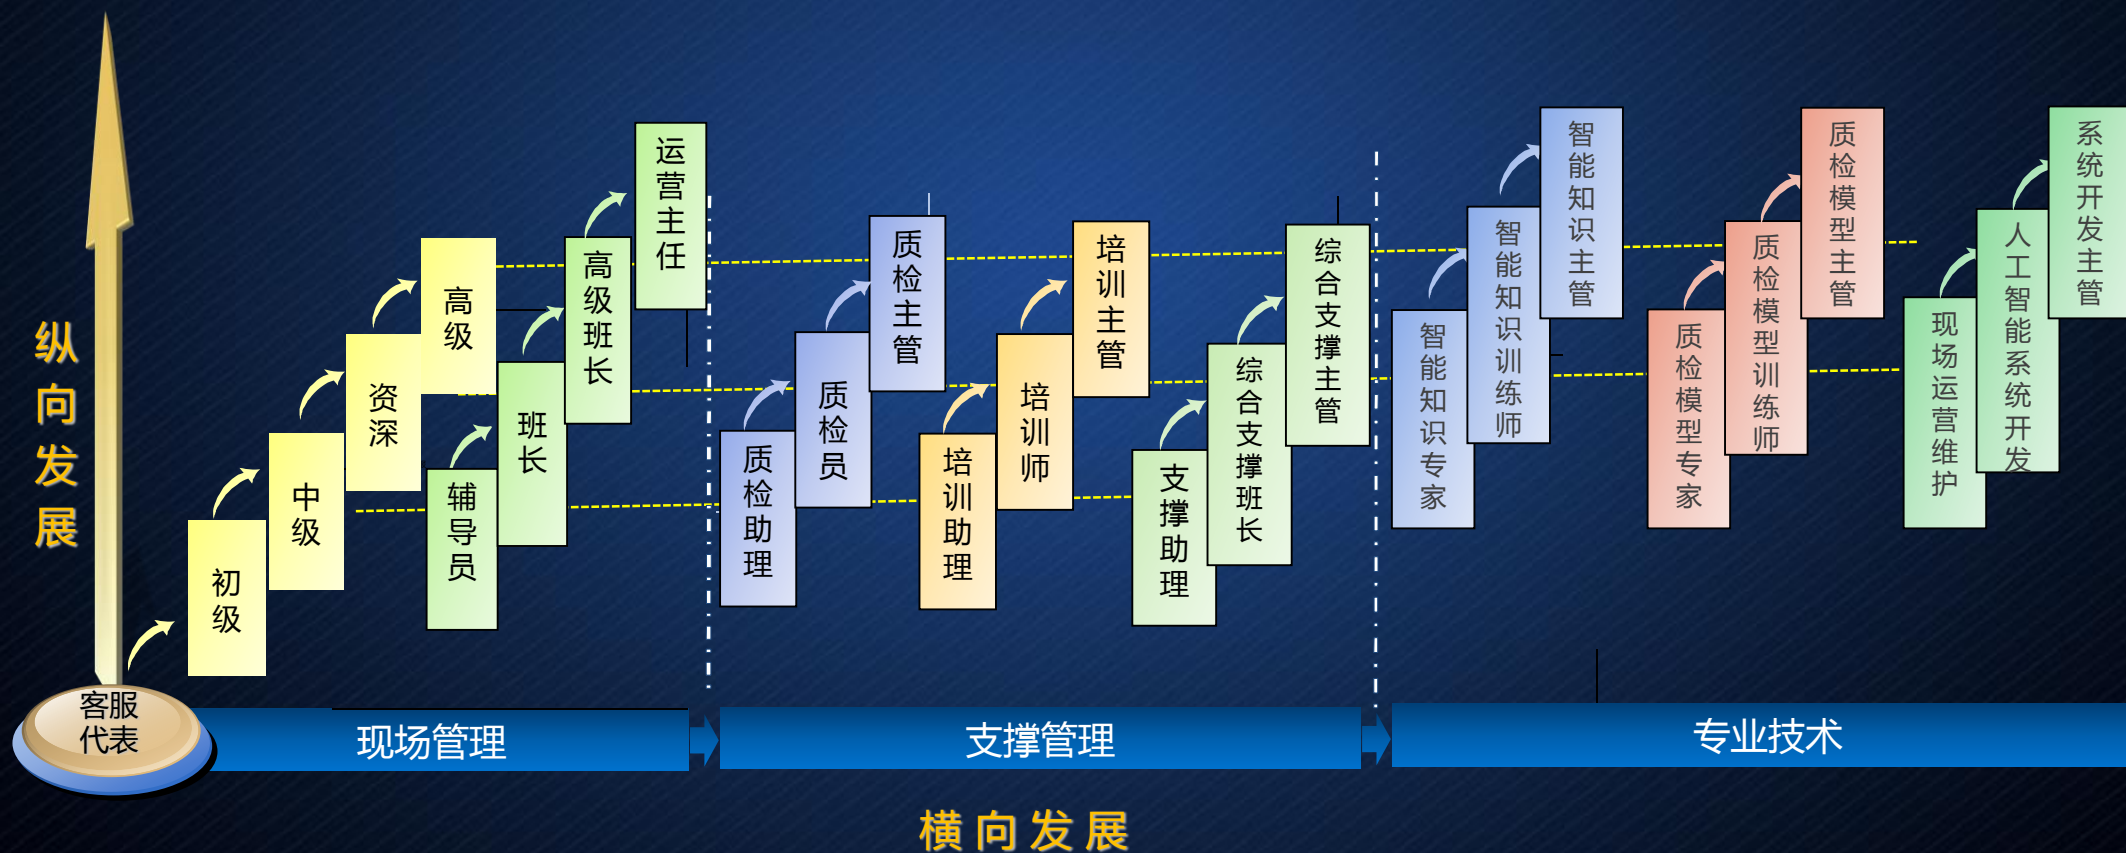 纵向发展
客服
代表
初级
中级
资深
高级
辅导员
班长
高级班长
运营主任
质检助理
质检员
质检主管
培训助理
培训师
培训主管
支撑助理
综合支撑班长
综合支撑主管
智能知识专家
智能知识训练师
智能知识主管
质检模型专家
质检模型训练师
质检模型主管
现场运营维护
人工智能系统开发
系统开发主管
现场管理
支撑管理
专业技术
横向发展